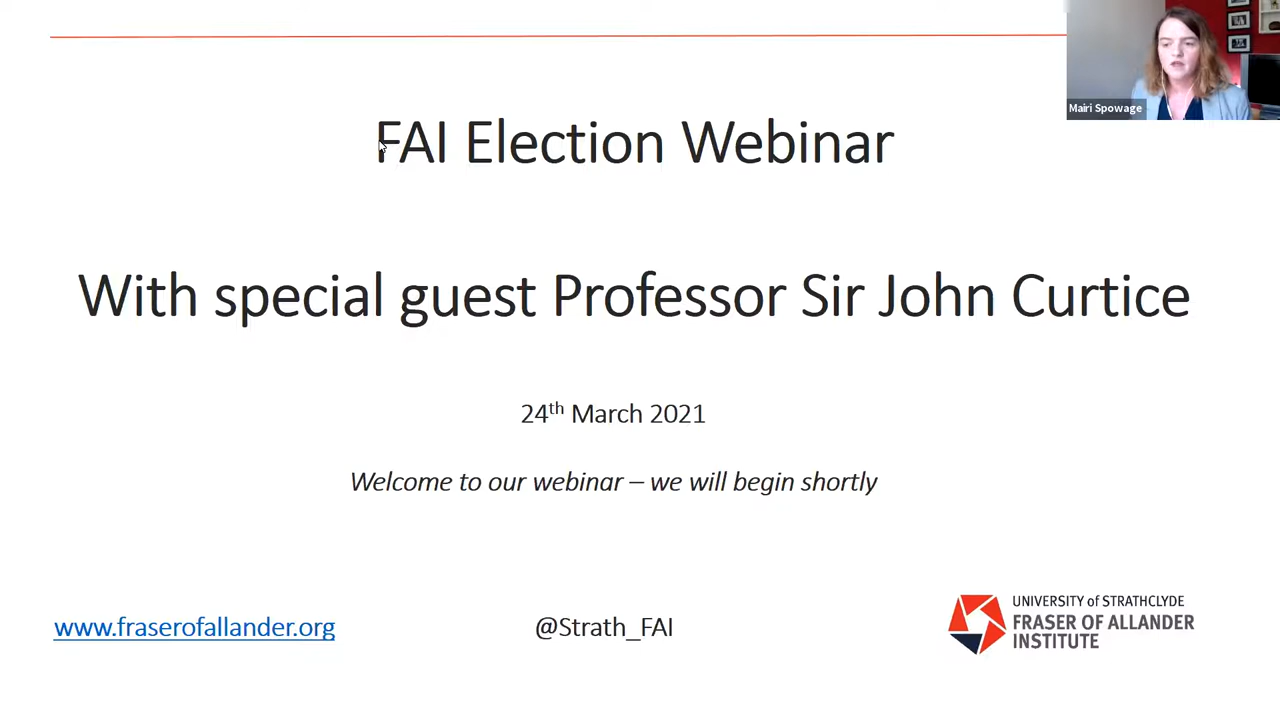 Mairi Spowage
FAI Election Webinar
With special guest Professor Sir John Curtice
24th March 2021
Welcome to our webinar – we will begin shortly
www.fraserofallander.org
@Strath_FAI
UNIVERSITY of STRATHCLYDE
FRASER OF ALLANDER
INSTITUTE